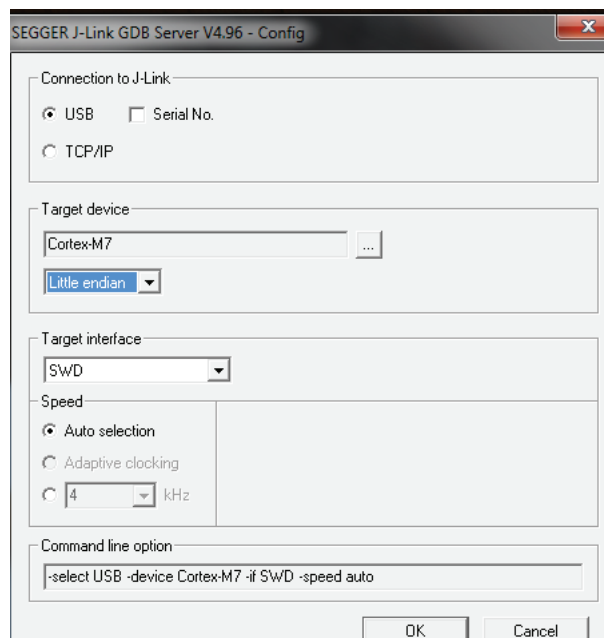 SEGGER J-Link GDB Server V4.96 - Config
Connection to J-Link
USB Serial No.
TCP/IP
Target device
Cortex-M7 ...
Little endian
Target interface
SWD
Speed
Auto selection
Adaptive clocking
4 kHz
Command line option
-select USB -device Cortex-M7 -if SWD -speed auto
OK Cancel